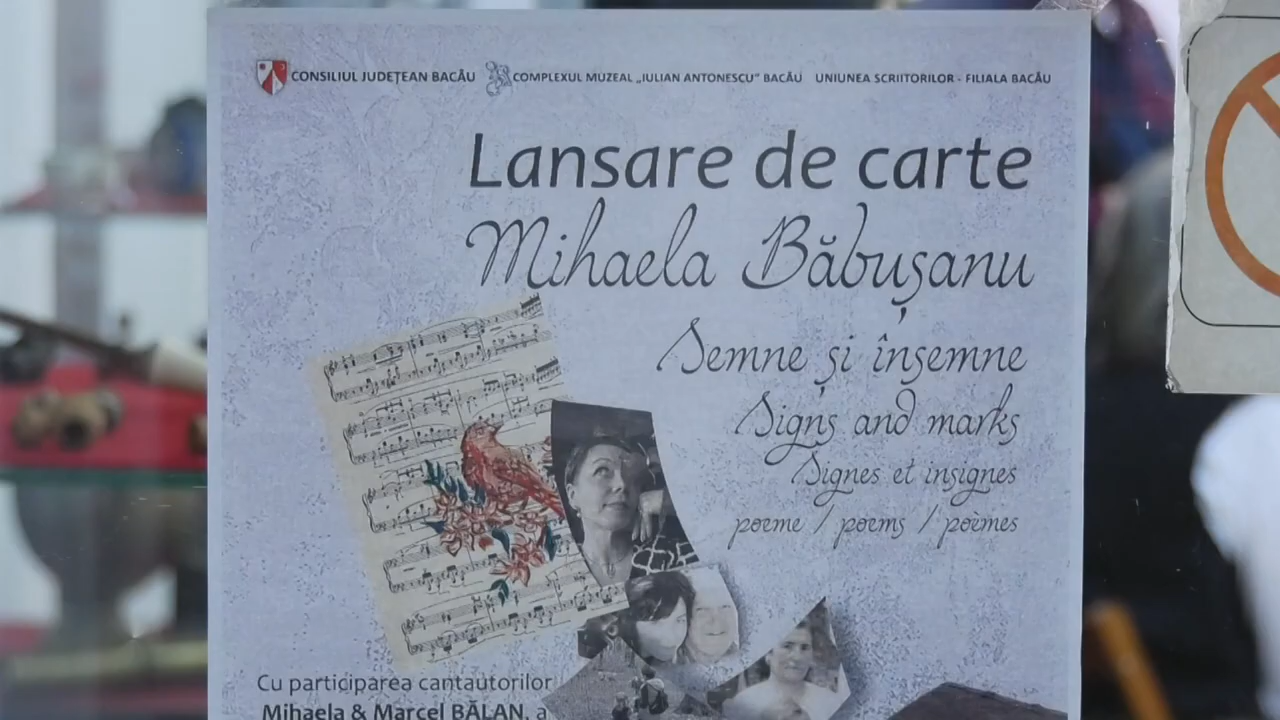 CONSILIUL JUDEȚEAN BACĂU COMPLEXUL MUZEAL „IULIAN ANTONESCU" BACĂU UNIUNEA SCRIITORILOR - FILIALA BACĂU
Lansare de carte
Mihaela Băbușanu
Semne și însemne
Signs and marks
Signes et insignes
poeme / poems / poèmes
Cu participarea cantautorilor
Mihaela & Marcel BĂLAN, a